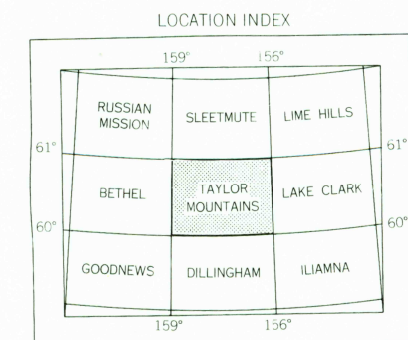 LOCATION INDEX
159° 156°
RUSSIAN
MISSION
SLEETMUTE
LIME HILLS
61° 61°
BETHEL
TAYLOR
MOUNTAINS
LAKE CLARK
60° 60°
GOODNEWS
DILLINGHAM
ILIAMNA
159° 156°